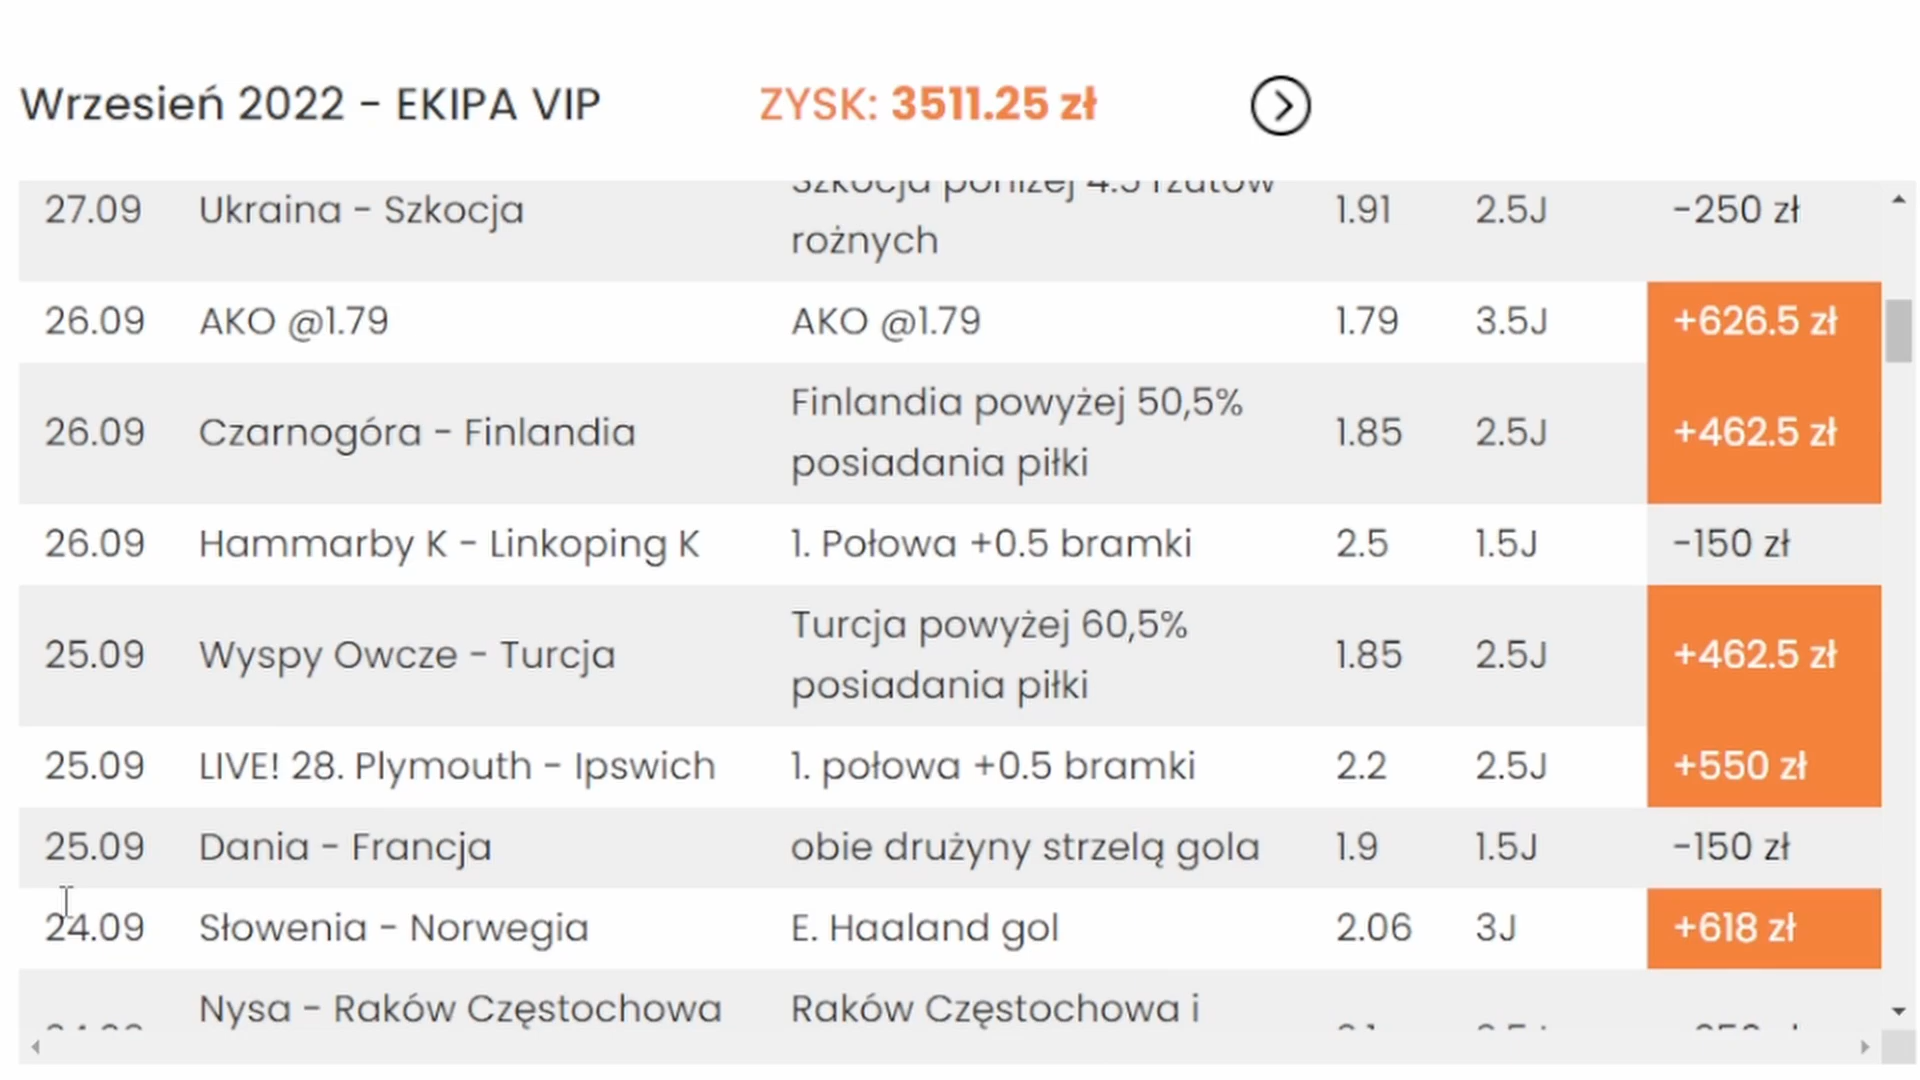 Wrzesień 2022 - EKIPA VIP ZYSK: 3511.25 zł
Szkocja poniżej 4.5 rzutów
27.09 Ukraina - Szkocja rożnych 1.91 2.5J -250 zł
26.09 AKO @1.79 AKO @1.79 1.79 3.5J +626.5 zł
Finlandia powyżej 50,5%
26.09 Czarnogóra - Finlandia posiadania piłki 1.85 2.5J +462.5 zł
26.09 Hammarby K - Linkoping K 1. Połowa +0.5 bramki 2.5 1.5J -150 zł
Turcja powyżej 60,5%
25.09 Wyspy Owcze - Turcja posiadania piłki 1.85 2.5J +462.5 zł
25.09 LIVE! 28. Plymouth - Ipswich 1. połowa +0.5 bramki 2.2 2.5J +550 zł
25.09 Dania - Francja obie drużyny strzelą gola 1.9 1.5J -150 zł
24.09 Słowenia - Norwegia E. Haaland gol 2.06 3J +618 zł
Nysa - Raków Częstochowa Raków Częstochowa i